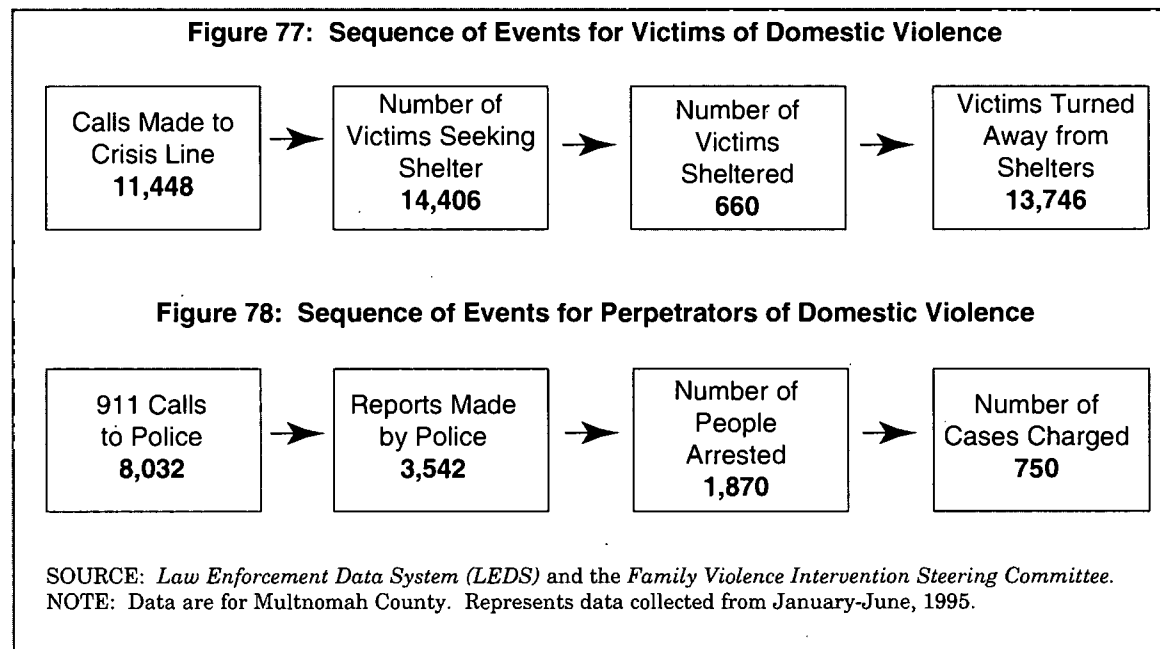 Figure 77: Sequence of Events for Victims of Domestic Violence
Calls Made to
Crisis Line
11,448
Number of
Victims Seeking
Shelter
14,406
Number of
Victims
Sheltered
660
Victims Turned
Away from
Shelters
13,746
Figure 78: Sequence of Events for Perpetrators of Domestic Violence
911 Calls
to Police
8,032
Reports Made
by Police
3,542
Number of
People
Arrested
1,870
Number of
Cases Charged
750
SOURCE: Law Enforcement Data System (LEDS) and the Family Violence Intervention Steering Committee.
NOTE: Data are for Multnomah County. Represents data collected from January-June, 1995.